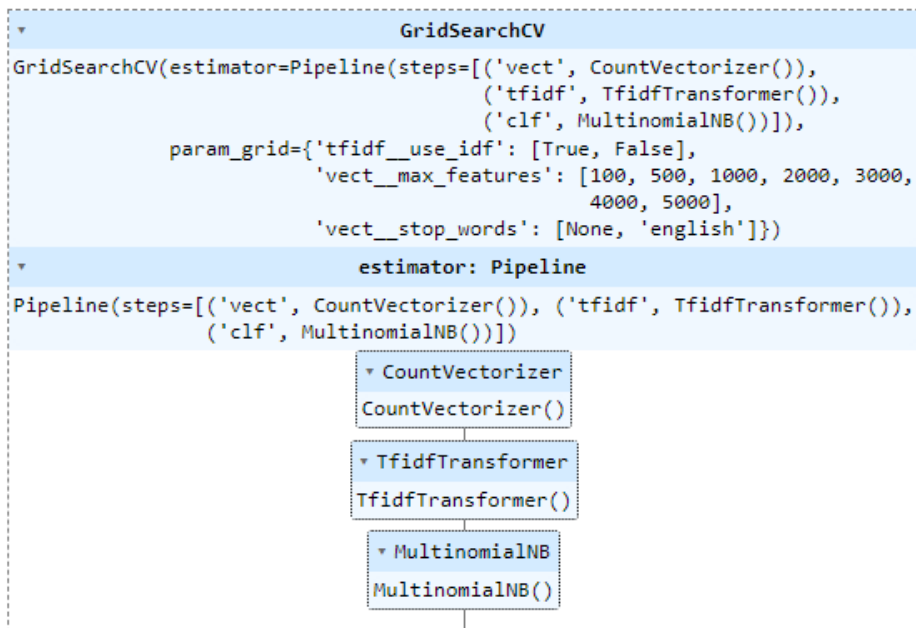 GridSearchCV
GridSearchCV(estimator=Pipeline(steps=[('vect', CountVectorizer()),
('tfidf', TfidfTransformer()),
('clf', MultinomialNB())]),
param_grid={'tfidf__use_idf': [True, False],
'vect__max_features': [100, 500, 1000, 2000, 3000,
4000, 5000],
'vect__stop_words': [None, 'english']})
estimator: Pipeline
Pipeline(steps=[('vect', CountVectorizer()), ('tfidf', TfidfTransformer()),
('clf', MultinomialNB())])
CountVectorizer
CountVectorizer()
TfidfTransformer
TfidfTransformer()
MultinomialNB
MultinomialNB()